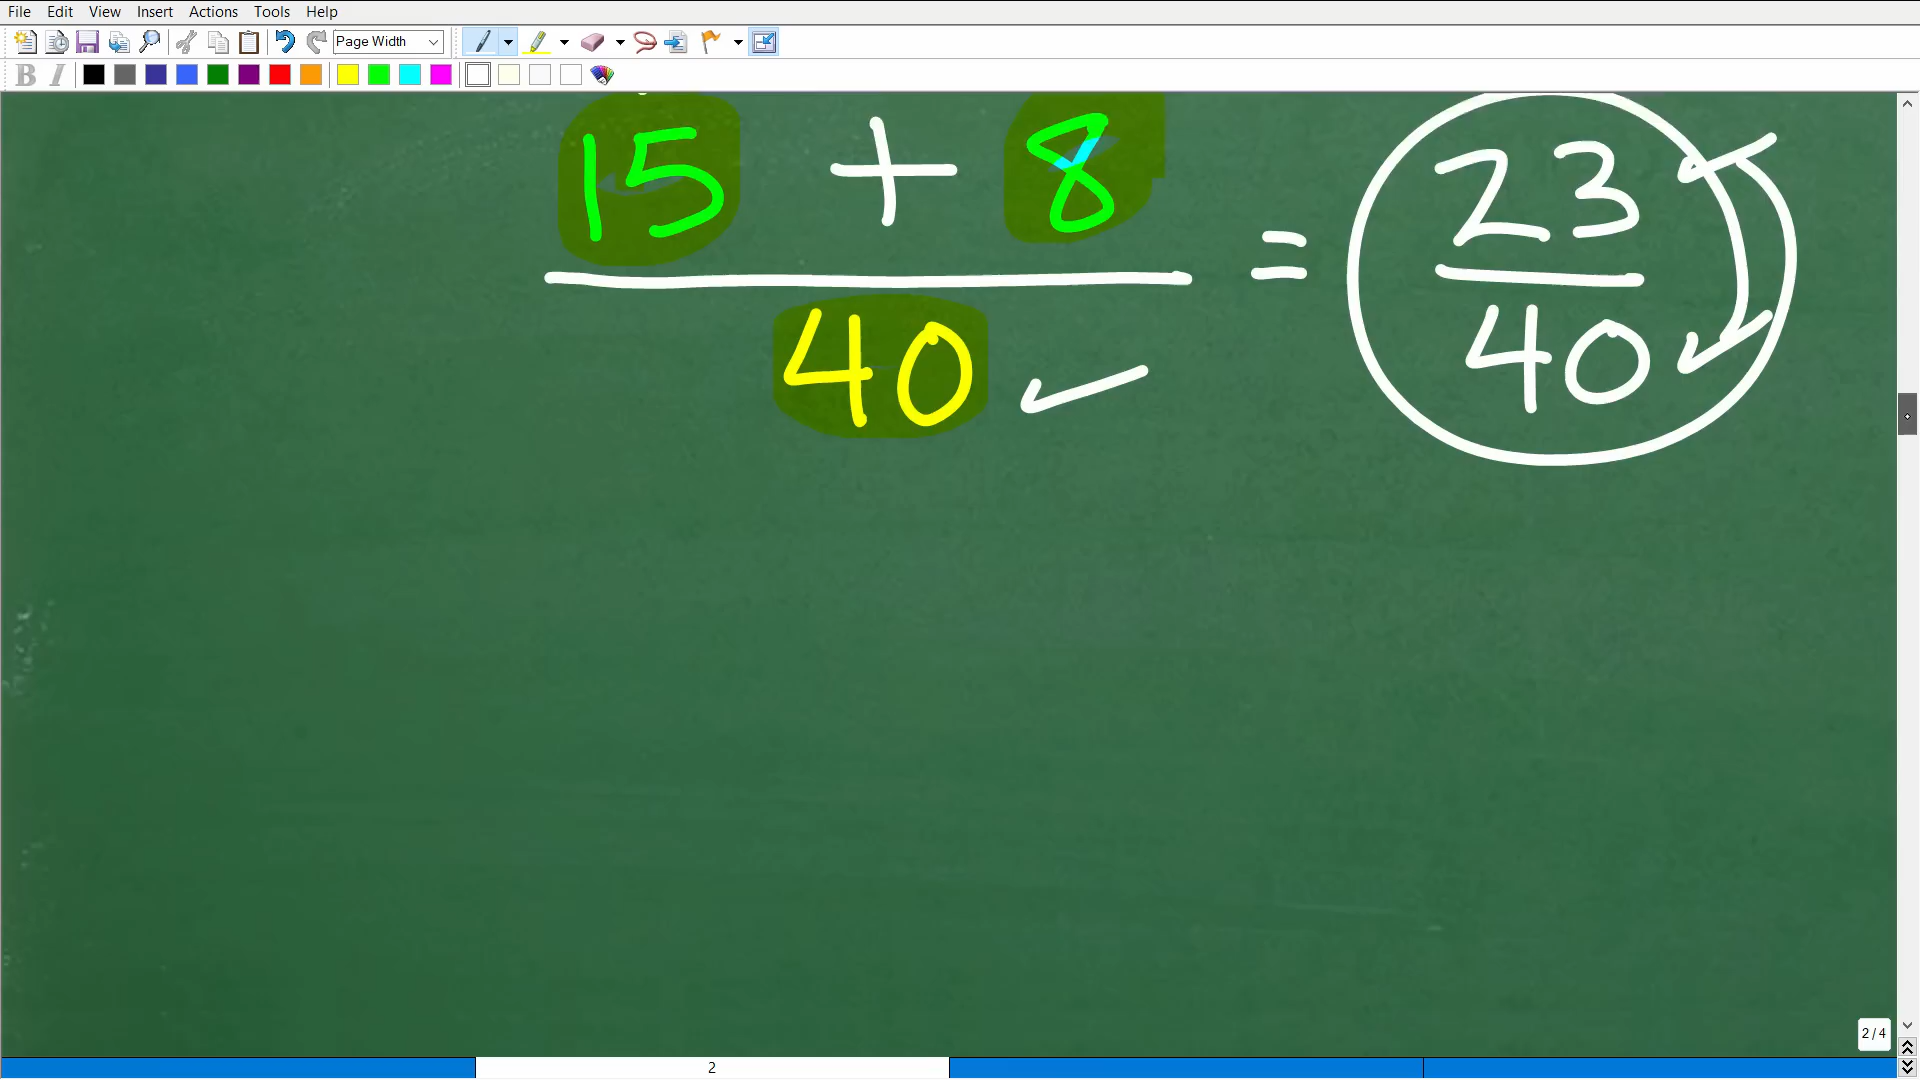 File Edit View Insert Actions Tools Help
Page Width
B I
15 + 8
40
=
23
40
2 / 4
2